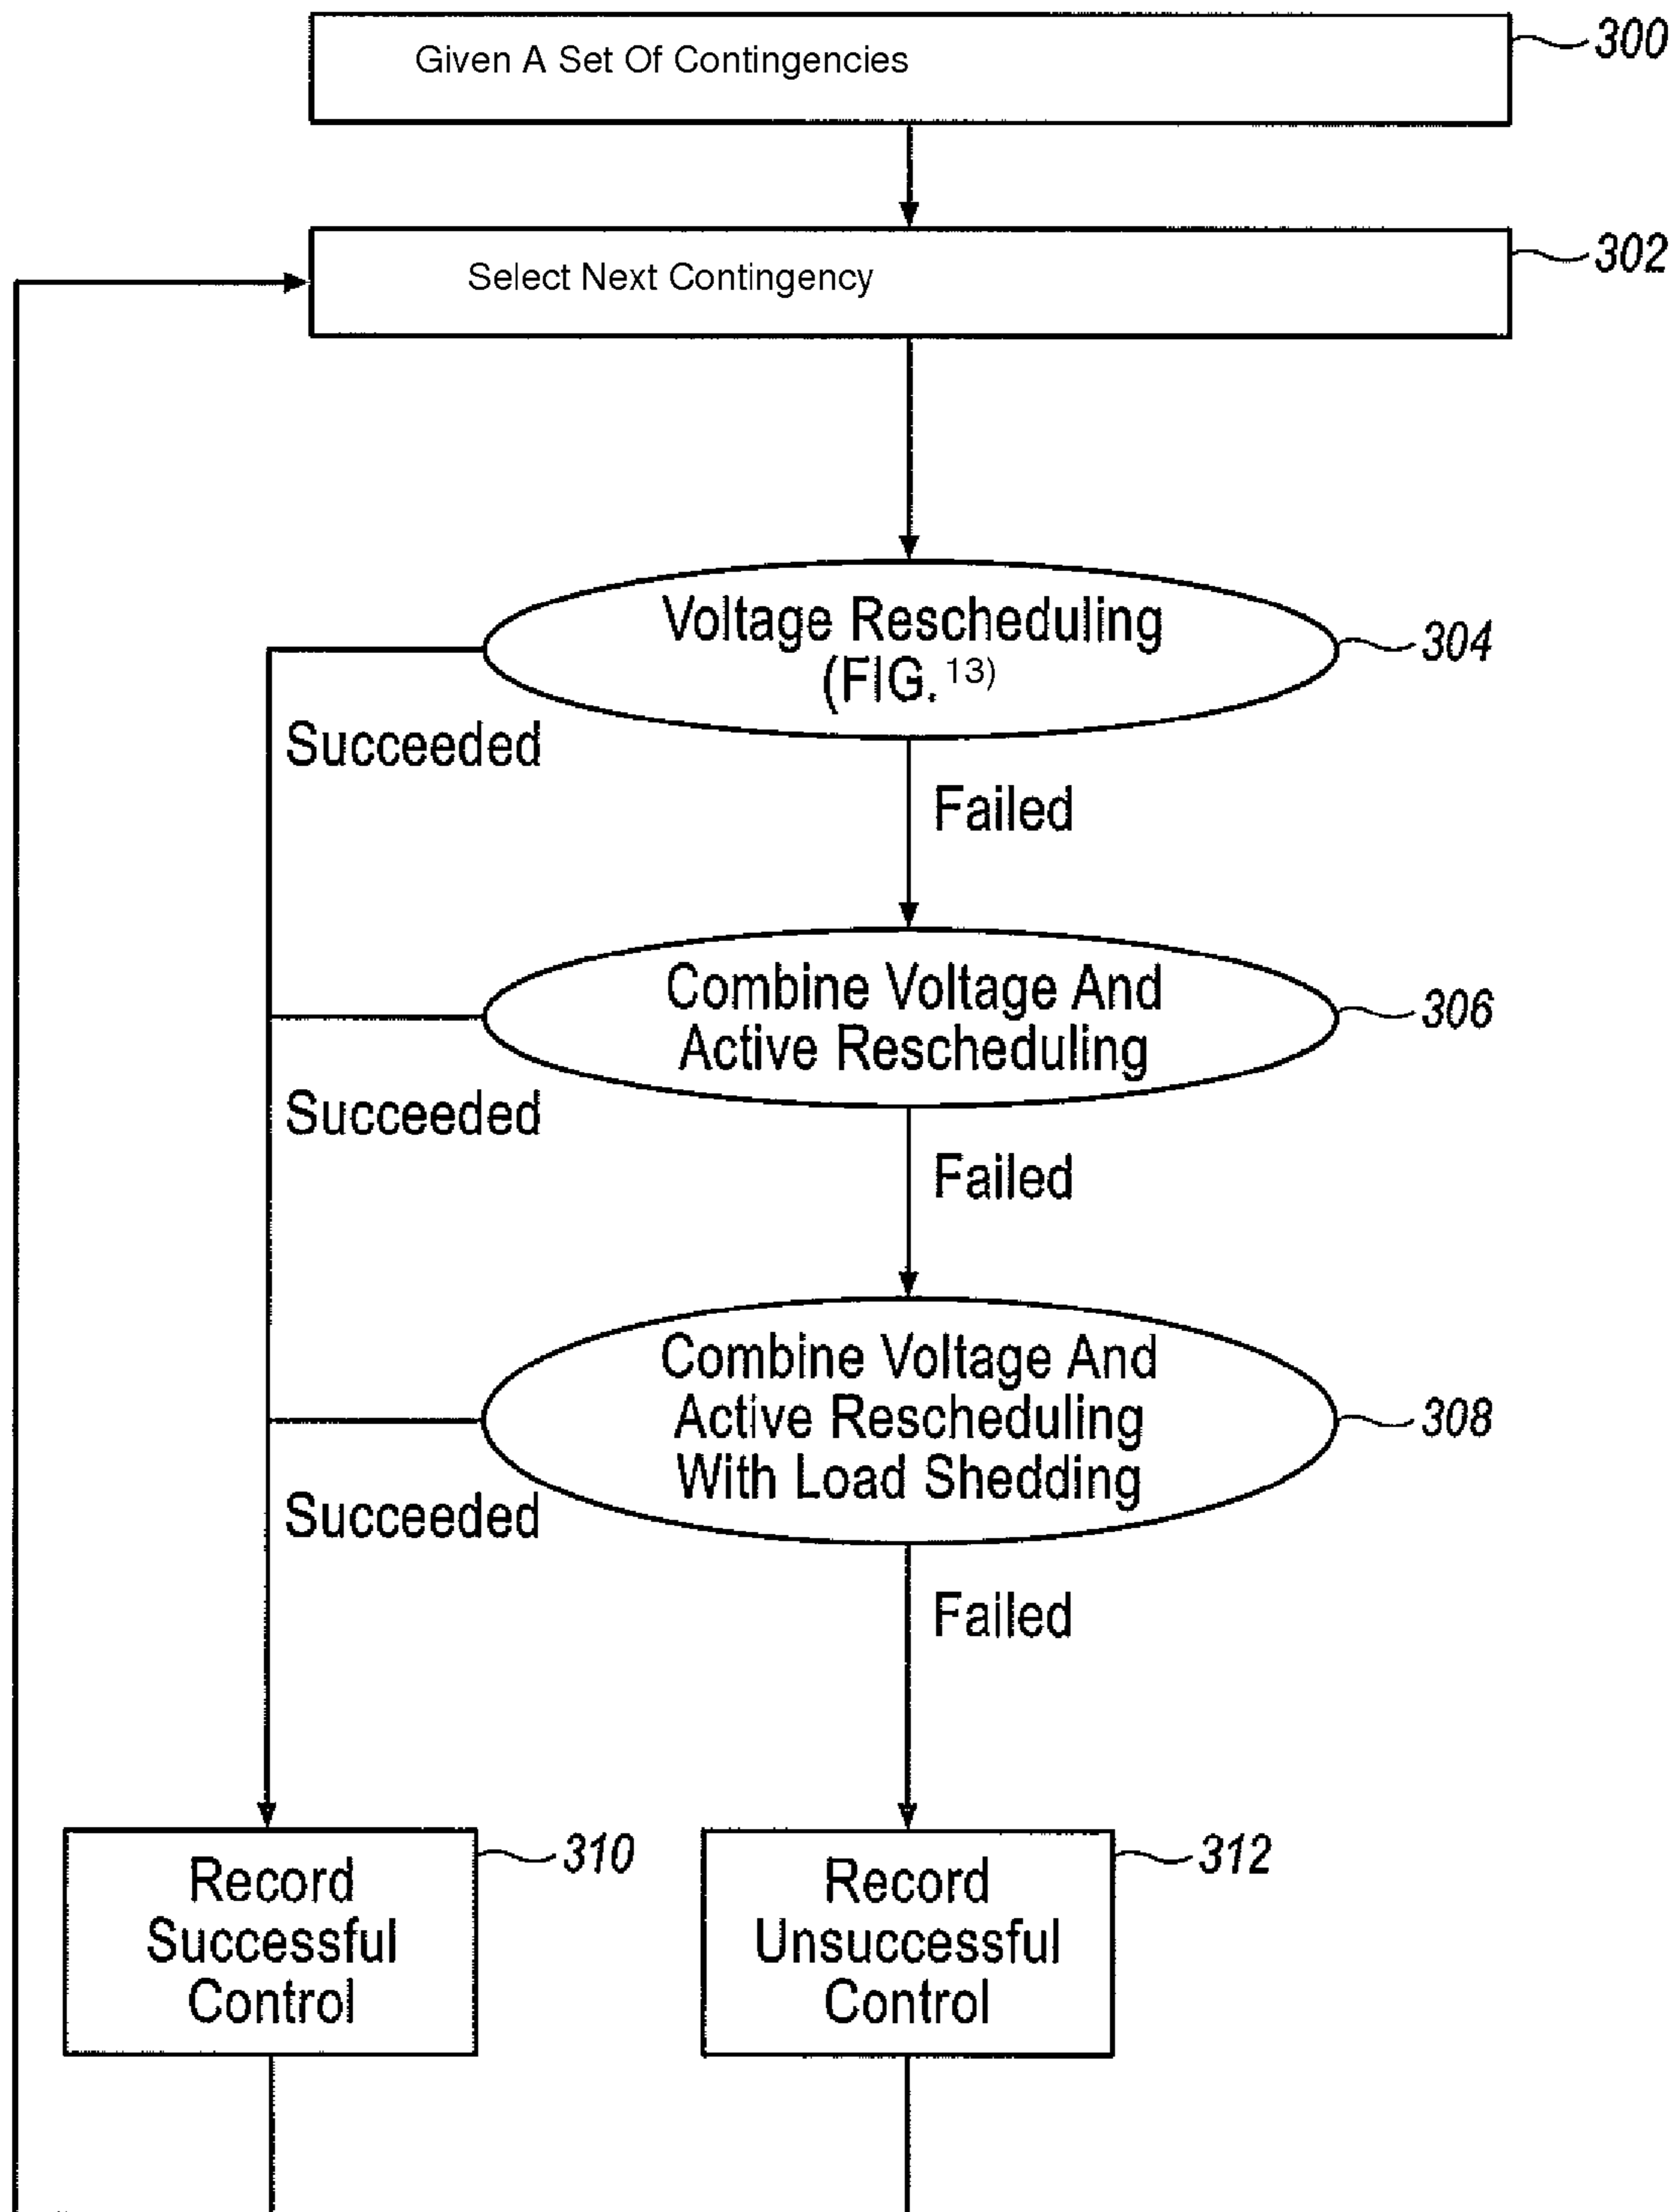 Given A Set Of Contingencies
300
Select Next Contingency
302
Voltage Rescheduling
(FIG. 13)
304
Succeeded
Failed
Combine Voltage And
Active Rescheduling
306
Succeeded
Failed
Combine Voltage And
Active Rescheduling
With Load Shedding
308
Succeeded
Failed
Record
Successful
Control
310
Record
Unsuccessful
Control
312